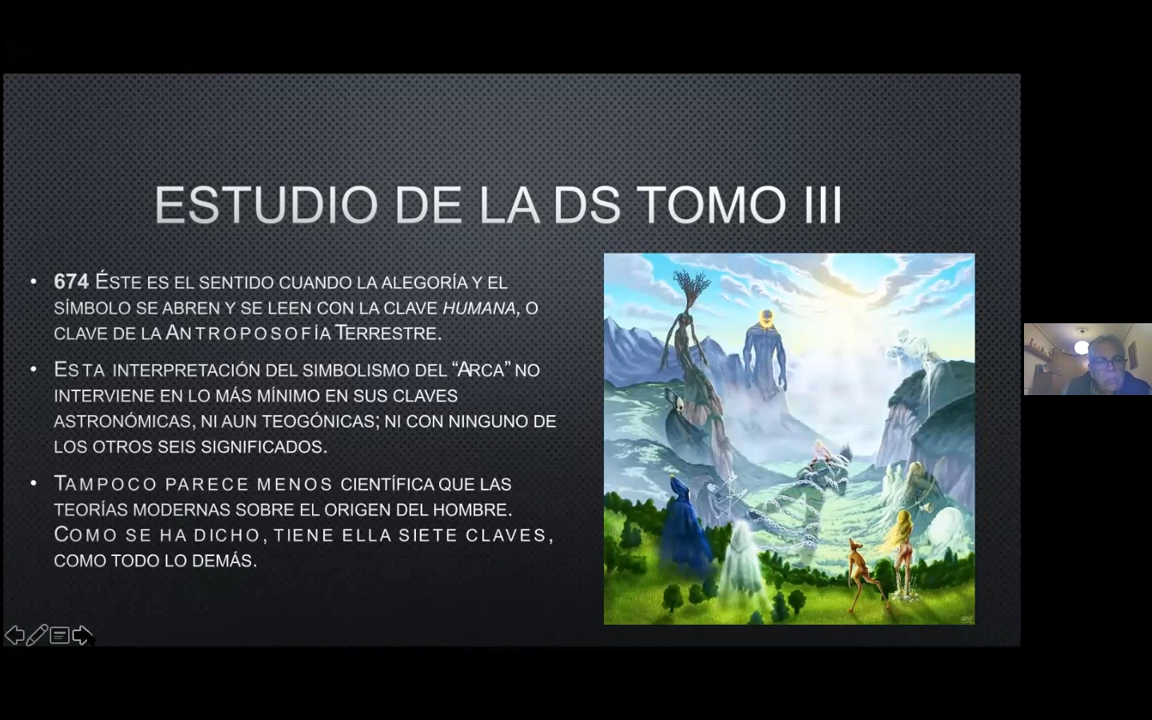 ESTUDIO DE LA DS TOMO III
• 674 ÉSTE ES EL SENTIDO CUANDO LA ALEGORÍA Y EL
SÍMBOLO SE ABREN Y SE LEEN CON LA CLAVE HUMANA, O
CLAVE DE LA ANTROPOSOFÍA TERRESTRE.
• ESTA INTERPRETACIÓN DEL SIMBOLISMO DEL “ARCA” NO
INTERVIENE EN LO MÁS MÍNIMO EN SUS CLAVES
ASTRONÓMICAS, NI AUN TEOGÓNICAS; NI CON NINGUNO DE
LOS OTROS SEIS SIGNIFICADOS.
• TAMPOCO PARECE MENOS CIENTÍFICA QUE LAS
TEORÍAS MODERNAS SOBRE EL ORIGEN DEL HOMBRE.
COMO SE HA DICHO, TIENE ELLA SIETE CLAVES,
COMO TODO LO DEMÁS.